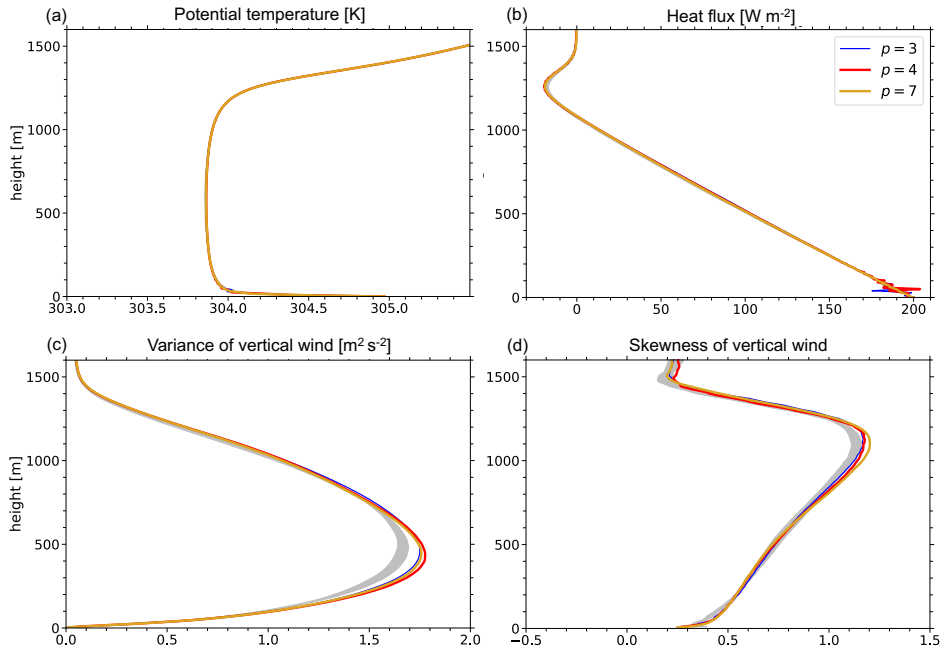 (a) Potential temperature [K]
height [m]
1500
1000
500
0
303.0 303.5 304.0 304.5 305.0
(b) Heat flux [W m-2]
p = 3
p = 4
p = 7
1500
1000
500
0
0 50 100 150 200
(c) Variance of vertical wind [m2 s-2]
height [m]
1500
1000
500
0
0.0 0.5 1.0 1.5 2.0
(d) Skewness of vertical wind
1500
1000
500
0
−0.5 0.0 0.5 1.0 1.5